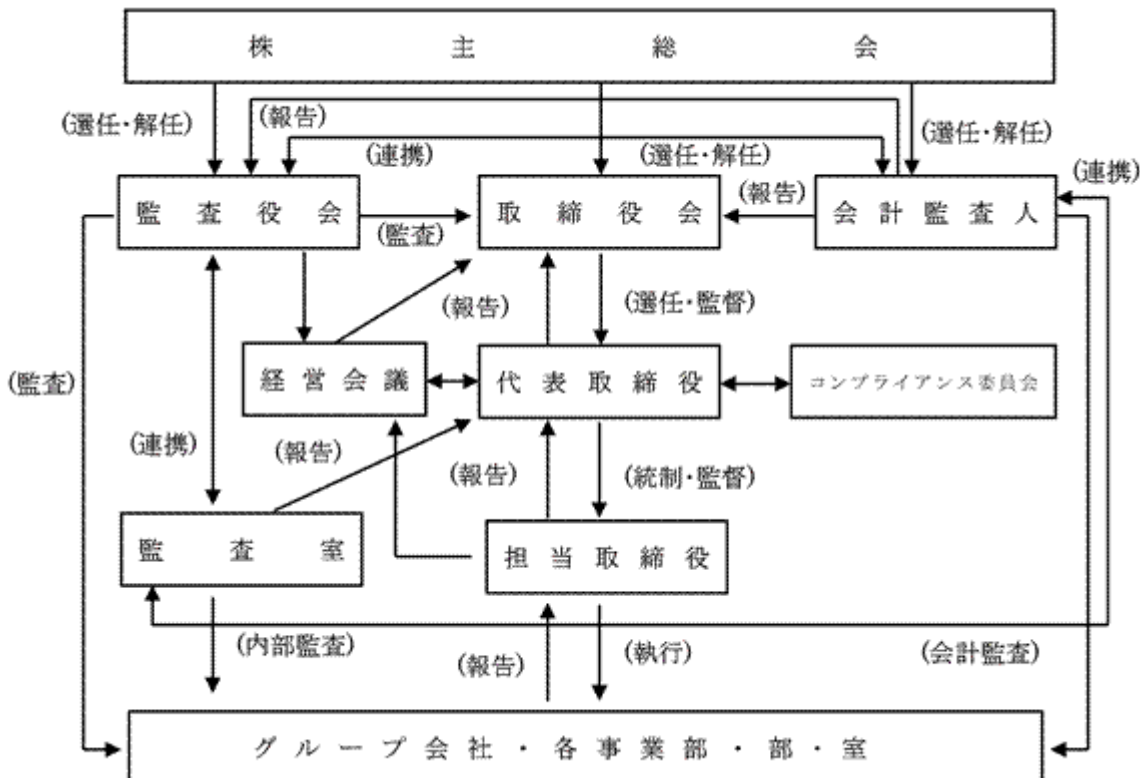 株主総会
(選任・解任)
(報告)
(連携)
(選任・解任)
(選任・解任)
(連携)
監査役会
(監査)
取締役会
(報告)
会計監査人
(報告)
(選任・監督)
(監査)
経営会議
代表取締役
コンプライアンス委員会
(連携)
(報告)
(報告)
(統制・監督)
監査室
担当取締役
(内部監査)
(報告)
(執行)
(会計監査)
グループ会社・各事業部・部・室